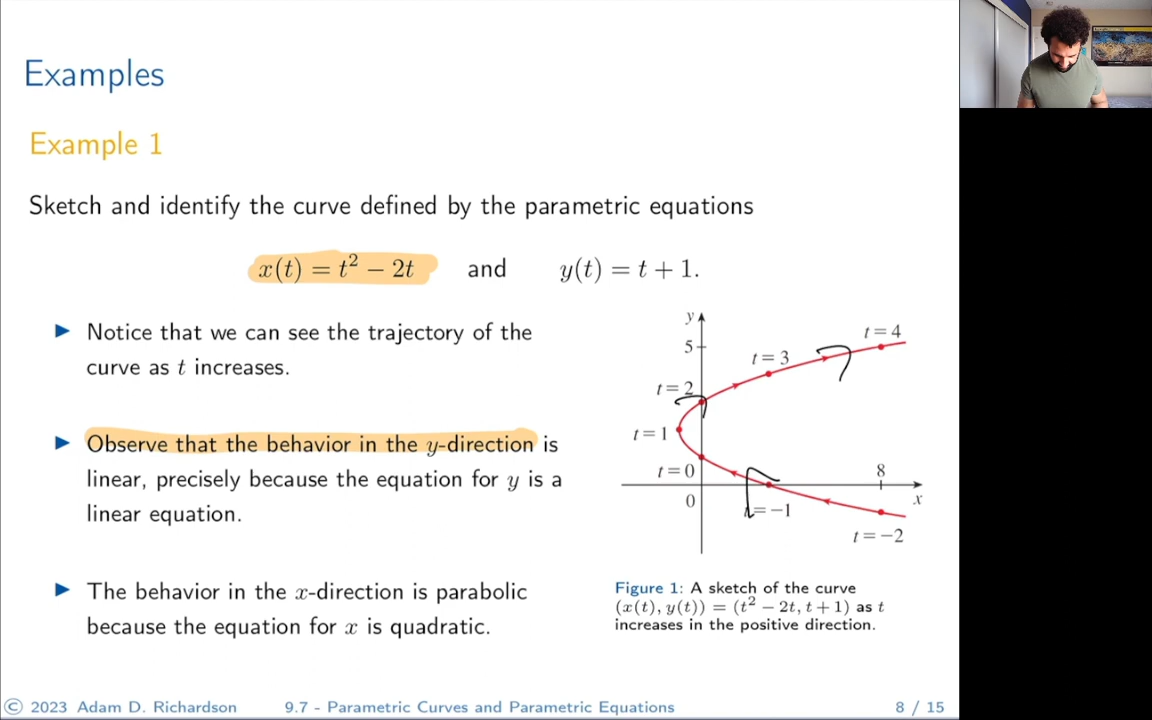 Examples
Example 1
Sketch and identify the curve defined by the parametric equations
x(t) = t² − 2t and y(t) = t + 1.
Notice that we can see the trajectory of the
curve as t increases.
Observe that the behavior in the y-direction is
linear, precisely because the equation for y is a
linear equation.
The behavior in the x-direction is parabolic
because the equation for x is quadratic.
y
5
t = 4
t = 3
t = 2
t = 1
t = 0
8
0
x
t = −1
t = −2
Figure 1: A sketch of the curve
(x(t), y(t)) = (t² − 2t, t + 1) as t
increases in the positive direction.
© 2023 Adam D. Richardson 9.7 - Parametric Curves and Parametric Equations 8 / 15